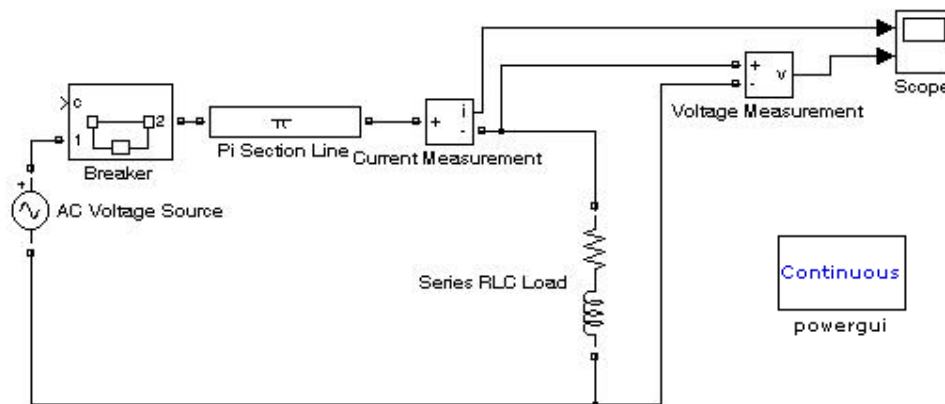 Scope
+
-
v
Voltage Measurement
c
1
2
Breaker
π
Pi Section Line
+
i
-
Current Measurement
+
AC Voltage Source
Series RLC Load
Continuous
powergui